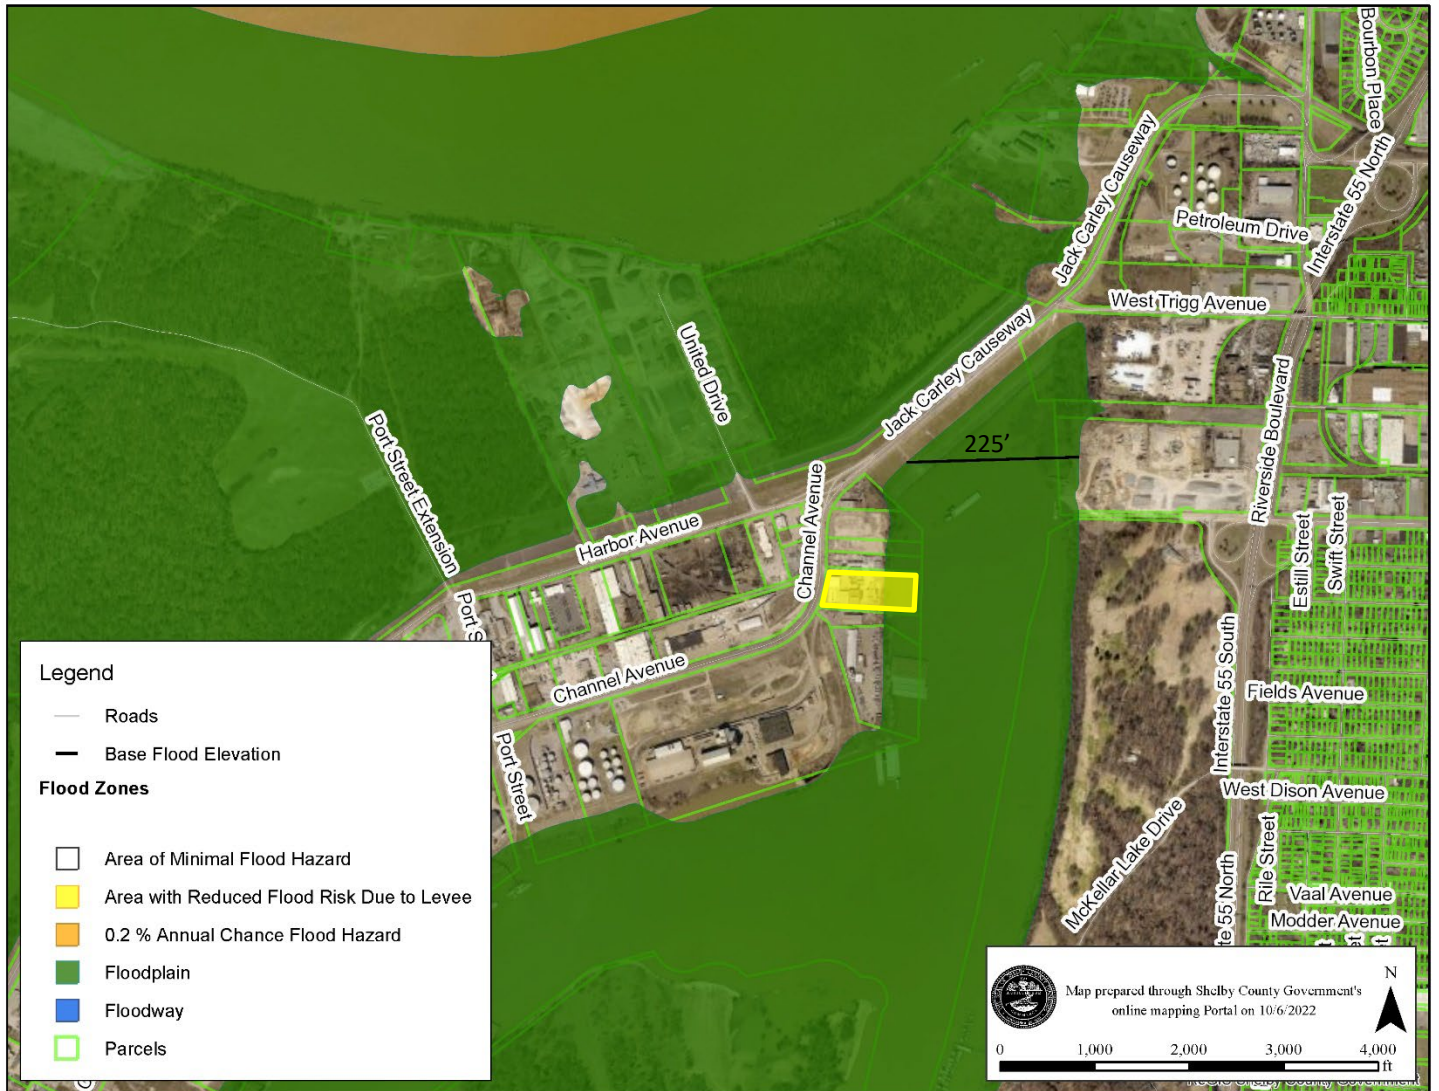 Bourbon Place
Jack Carley Causeway
Interstate 55 North
Petroleum Drive
West Trigg Avenue
United Drive
Jack Carley Causeway
Port Street Extension
225'
Riverside Boulevard
Channel Avenue
Harbor Avenue
Estill Street
Swift Street
Port S
Channel Avenue
Interstate 55 South
Fields Avenue
Port Street
West Dison Avenue
McKellar Lake Drive
Rile Street
te 55 North
Vaal Avenue
Modder Avenue
Legend
Roads
Base Flood Elevation
Flood Zones
Area of Minimal Flood Hazard
Area with Reduced Flood Risk Due to Levee
0.2 % Annual Chance Flood Hazard
Floodplain
Floodway
Parcels
Map prepared through Shelby County Government's
online mapping Portal on 10/6/2022
N
0 1,000 2,000 3,000 4,000
ft